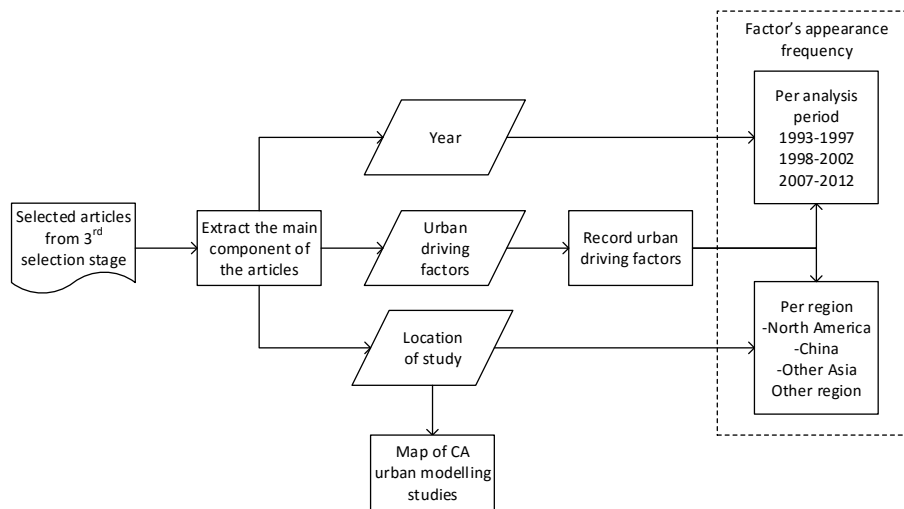 Factor's appearance
frequency
Per analysis
period
1993-1997
1998-2002
2007-2012
Year
Selected articles
from 3rd
selection stage
Extract the main
component of
the articles
Urban
driving
factors
Record urban
driving factors
Per region
-North America
-China
-Other Asia
Other region
Location
of study
Map of CA
urban modelling
studies